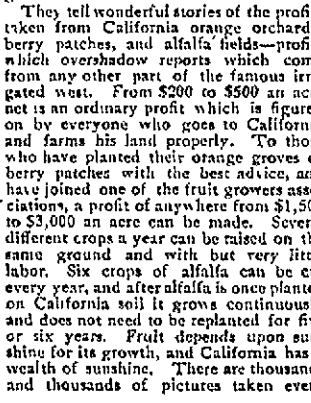 They tell wonderful stories of the profi
taken from California orange orchard
berry patches, and alfalfa fields—profi
which overshadow reports which com
from any other part of the famous irr
gated west. From $200 to $500 an ac
net is an ordinary profit which is figure
on by everyone who goes to Californi
and farms his land properly. To tho
who have planted their orange groves o
berry patches with the best advice, an
have joined one of the fruit growers ass
ciations, a profit of anywhere from $1,50
to $3,000 an acre can be made. Sever
different crops a year can be raised on th
same ground and with but very litt
labor. Six crops of alfalfa can be c
every year, and after alfalfa is once plante
on California soil it grows continuous
and does not need to be replanted for fi
or six years. Fruit depends upon su
shine for its growth, and California has
wealth of sunshine. There are thousan
and thousands of pictures taken eve